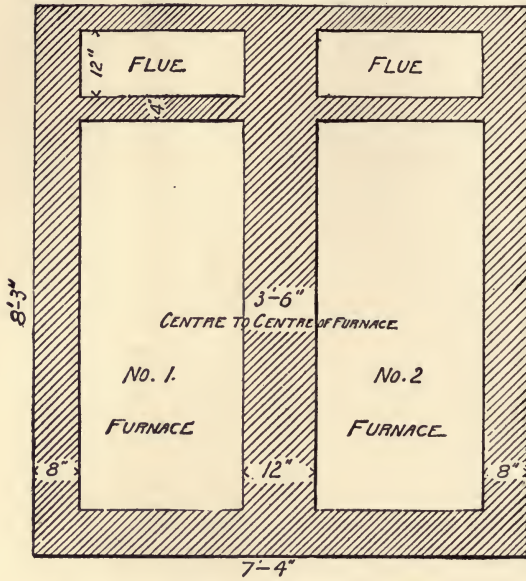 FLUE
FLUE
12"
4"
8'-3"
3'-6"
CENTRE TO CENTRE OF FURNACE
No. 1.
No. 2
FURNACE
FURNACE
8"
12"
8"
7'-4"